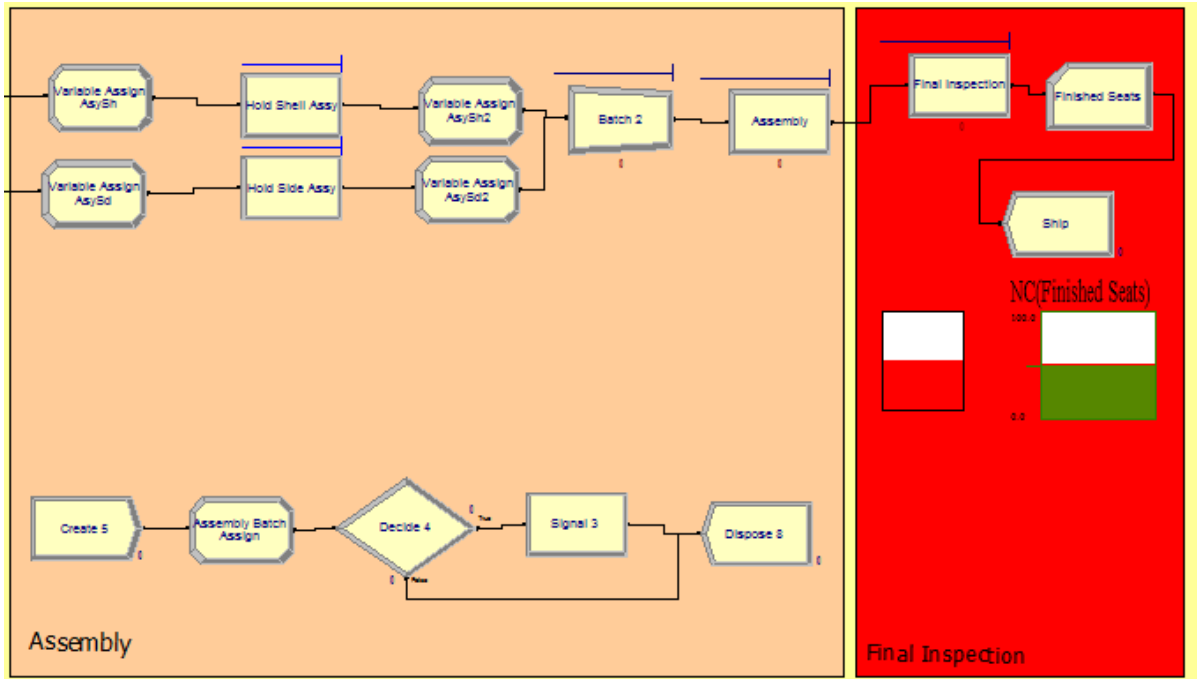 Variable Assign
AsySh
Hold Shell Assy
Variable Assign
AsySh2
Batch 2
0
Assembly
0
Variable Assign
AsySd
Hold Side Assy
Variable Assign
AsySd2
Final Inspection
0
Finished Seats
Ship
0
NC(Finished Seats)
100.0
0.0
Create 5
0
Assembly Batch
Assign
Decide 4
0
True
0
False
Signal 3
Dispose 8
0
Assembly
Final Inspection